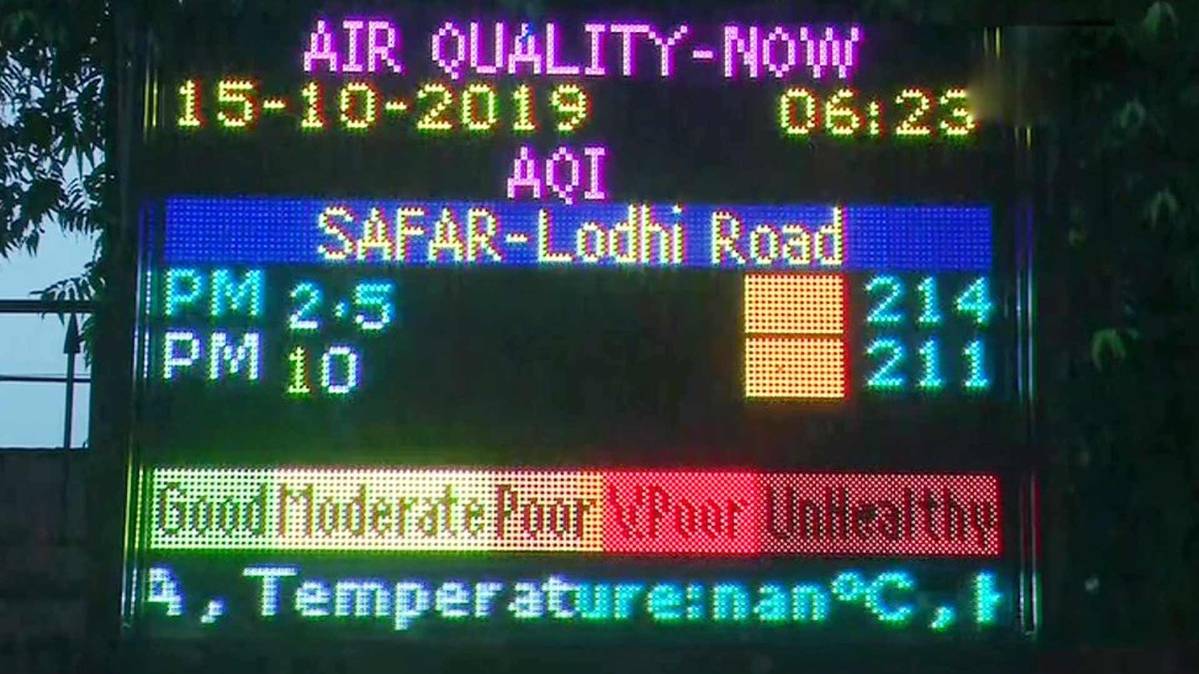 AIR QUALITY-NOW
15-10-2019 06:23
AQI
SAFAR-Lodhi Road
PM 2.5 214
PM 10 211
Good Moderate Poor VPoor UnHealthy
A, Temperature:nan°C,